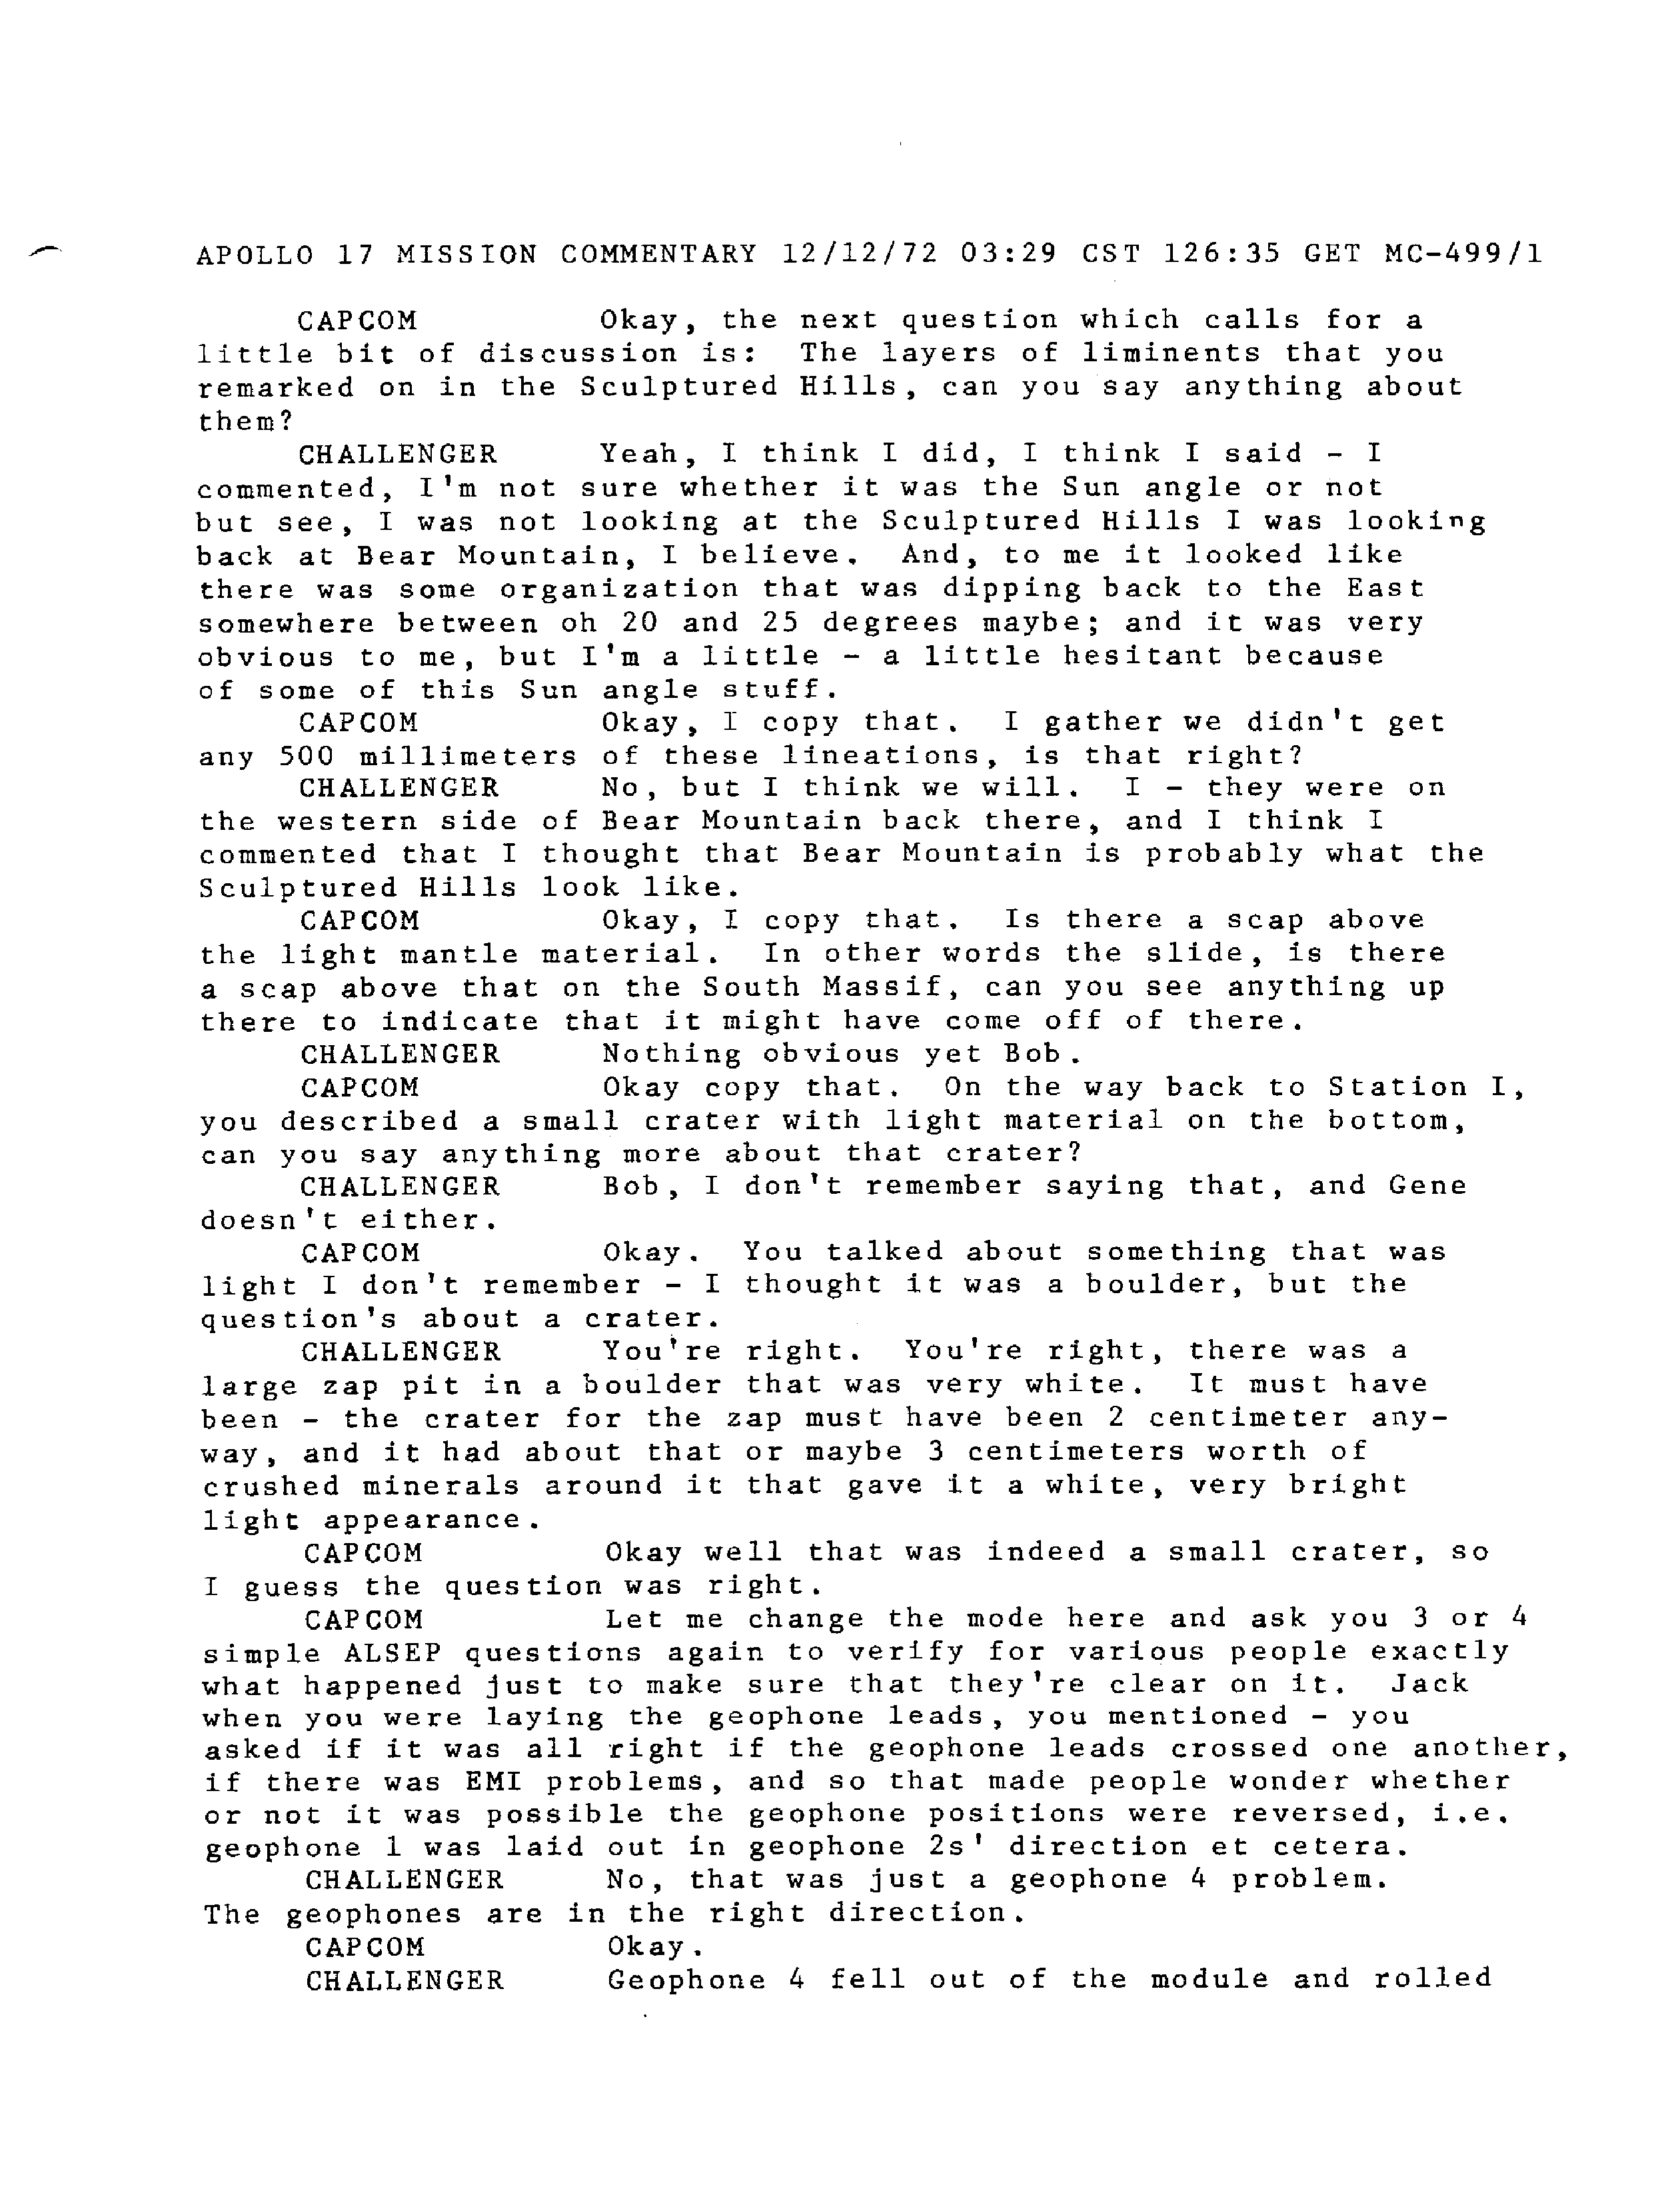 APOLLO 17 MISSION COMMENTARY 12/12/72 03:29 CST 126:35 GET MC-499/1
CAPCOM Okay, the next question which calls for a
little bit of discussion is: The layers of liminents that you
remarked on in the Sculptured Hills, can you say anything about
them?
CHALLENGER Yeah, I think I did, I think I said - I
commented, I'm not sure whether it was the Sun angle or not
but see, I was not looking at the Sculptured Hills I was looking
back at Bear Mountain, I believe. And, to me it looked like
there was some organization that was dipping back to the East
somewhere between oh 20 and 25 degrees maybe; and it was very
obvious to me, but I'm a little - a little hesitant because
of some of this Sun angle stuff.
CAPCOM Okay, I copy that. I gather we didn't get
any 500 millimeters of these lineations, is that right?
CHALLENGER No, but I think we will. I - they were on
the western side of Bear Mountain back there, and I think I
commented that I thought that Bear Mountain is probably what the
Sculptured Hills look like.
CAPCOM Okay, I copy that. Is there a scap above
the light mantle material. In other words the slide, is there
a scap above that on the South Massif, can you see anything up
there to indicate that it might have come off of there.
CHALLENGER Nothing obvious yet Bob.
CAPCOM Okay copy that. On the way back to Station I,
you described a small crater with light material on the bottom,
can you say anything more about that crater?
CHALLENGER Bob, I don't remember saying that, and Gene
doesn't either.
CAPCOM Okay. You talked about something that was
light I don't remember - I thought it was a boulder, but the
question's about a crater.
CHALLENGER You're right. You're right, there was a
large zap pit in a boulder that was very white. It must have
been - the crater for the zap must have been 2 centimeter any-
way, and it had about that or maybe 3 centimeters worth of
crushed minerals around it that gave it a white, very bright
light appearance.
CAPCOM Okay well that was indeed a small crater, so
I guess the question was right.
CAPCOM Let me change the mode here and ask you 3 or 4
simple ALSEP questions again to verify for various people exactly
what happened just to make sure that they're clear on it. Jack
when you were laying the geophone leads, you mentioned - you
asked if it was all right if the geophone leads crossed one another,
if there was EMI problems, and so that made people wonder whether
or not it was possible the geophone positions were reversed, i.e.
geophone 1 was laid out in geophone 2s' direction et cetera.
CHALLENGER No, that was just a geophone 4 problem.
The geophones are in the right direction.
CAPCOM Okay.
CHALLENGER Geophone 4 fell out of the module and rolled